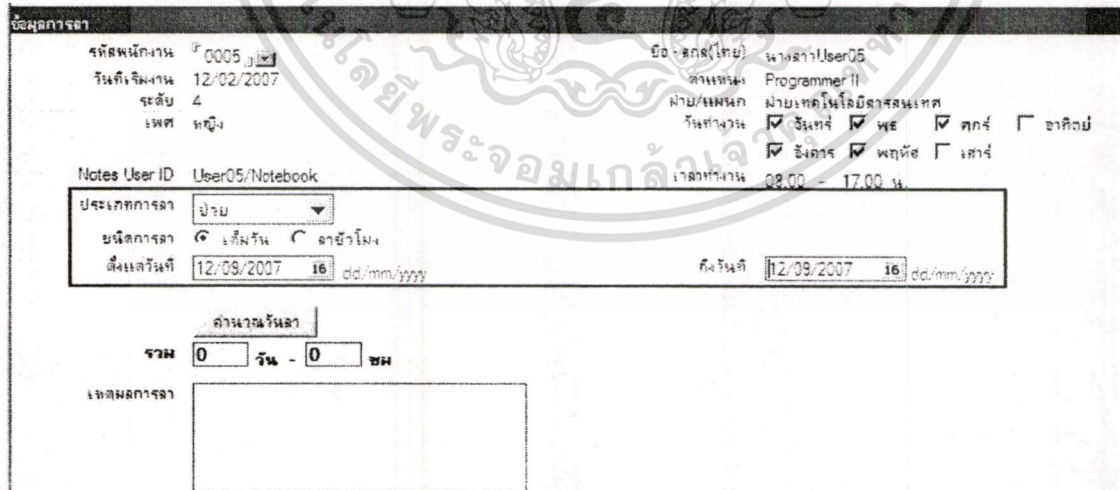 ข้อมูลการลา
รหัสพนักงาน 0005 ชื่อ - สกุล(ไทย) นางสาวUser05
วันที่เริ่มงาน 12/02/2007 ตำแหน่ง Programmer II
ระดับ 4 ฝ่าย/แผนก ฝ่ายเทคโนโลยีสารสนเทศ
เพศ หญิง วันทำงาน จันทร์ พุธ ศุกร์ อาทิตย์
อังคาร พฤหัส เสาร์
Notes User ID User05/Notebook เวลาทำงาน 08.00 - 17.00 น.
ประเภทการลา ป่วย
ชนิดการลา เต็มวัน ลาชั่วโมง
ตั้งแต่วันที่ 12/09/2007 16 dd/mm/yyyy ถึงวันที่ 12/09/2007 16 dd/mm/yyyy
คำนวณวันลา
รวม 0 วัน - 0 ชม
เหตุผลการลา